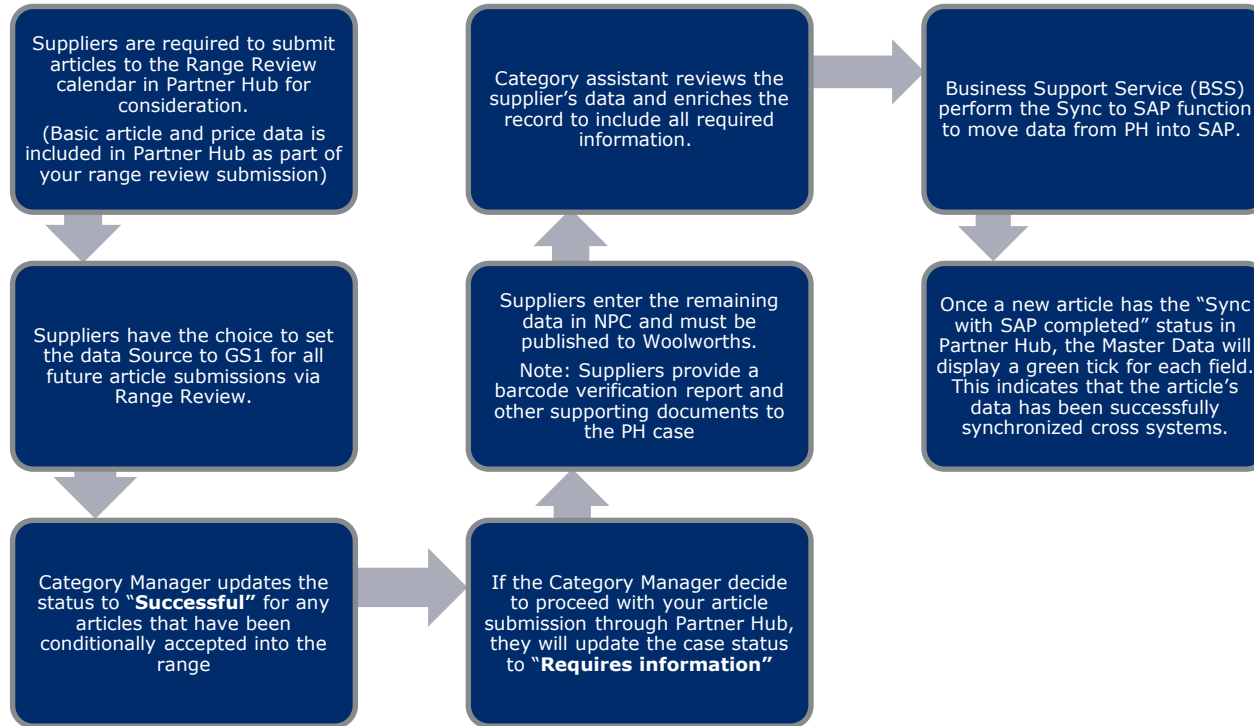 Suppliers are required to submit
articles to the Range Review
calendar in Partner Hub for
consideration.
(Basic article and price data is
included in Partner Hub as part of
your range review submission)
Suppliers have the choice to set
the data Source to GS1 for all
future article submissions via
Range Review.
Category Manager updates the
status to “Successful” for any
articles that have been
conditionally accepted into the
range
If the Category Manager decide
to proceed with your article
submission through Partner Hub,
they will update the case status
to “Requires information”
Suppliers enter the remaining
data in NPC and must be
published to Woolworths.
Note: Suppliers provide a
barcode verification report and
other supporting documents to
the PH case
Category assistant reviews the
supplier’s data and enriches the
record to include all required
information.
Business Support Service (BSS)
perform the Sync to SAP function
to move data from PH into SAP.
Once a new article has the “Sync
with SAP completed” status in
Partner Hub, the Master Data will
display a green tick for each field.
This indicates that the article’s
data has been successfully
synchronized cross systems.